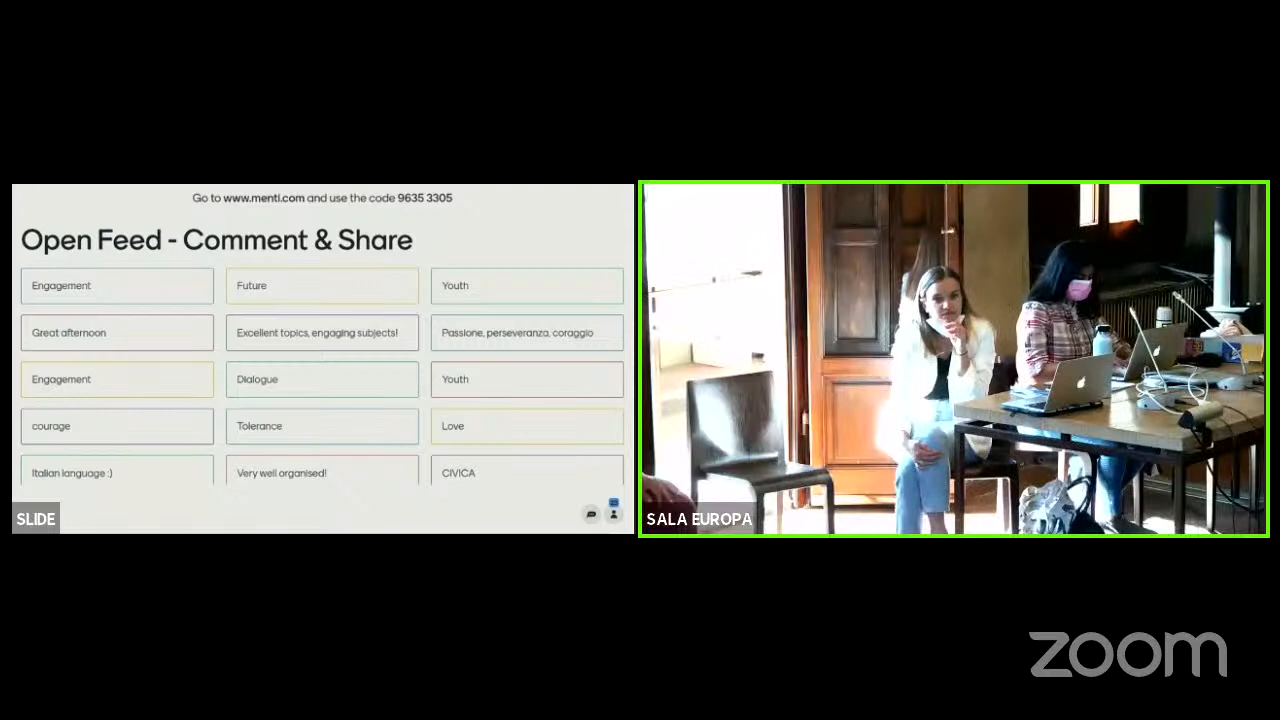 Go to www.menti.com and use the code 9635 3305
Open Feed - Comment & Share
Engagement
Future
Youth
Great afternoon
Excellent topics, engaging subjects!
Passione, perseveranza, coraggio
Engagement
Dialogue
Youth
courage
Tolerance
Love
Italian language :)
Very well organised!
CIVICA
SLIDE
SALA EUROPA
zoom